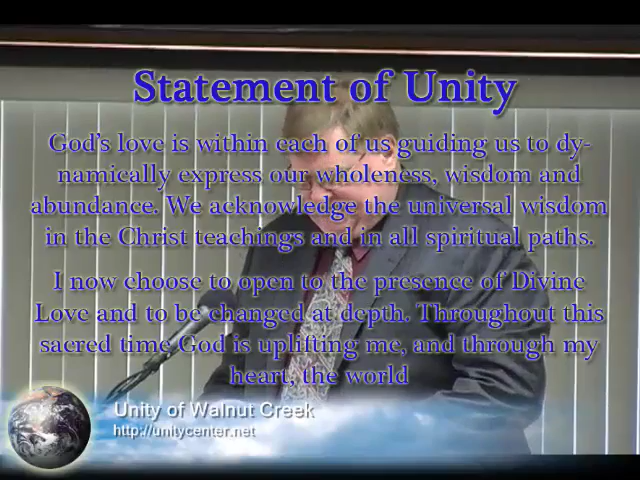 Statement of Unity
God's love is within each of us guiding us to dy-
namically express our wholeness, wisdom and
abundance. We acknowledge the universal wisdom
in the Christ teachings and in all spiritual paths.
I now choose to open to the presence of Divine
Love and to be changed at depth. Throughout this
sacred time God is uplifting me, and through my
heart, the world
Unity of Walnut Creek
http://unitycenter.net